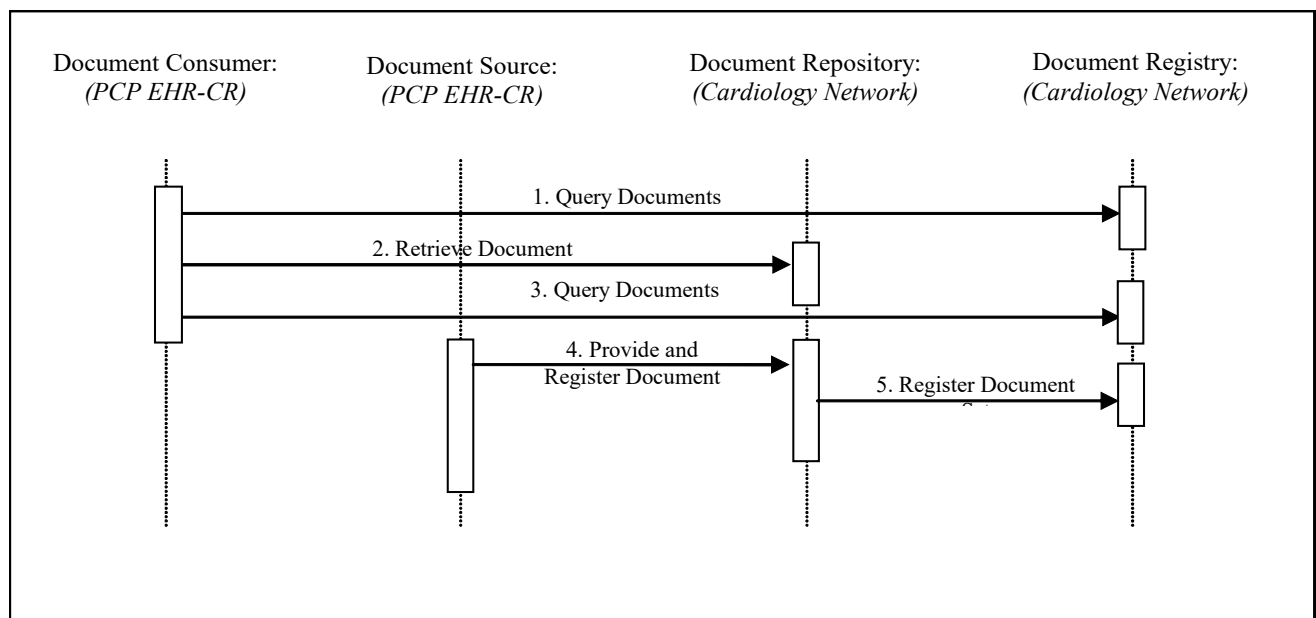 Document Consumer:
(PCP EHR-CR)
Document Source:
(PCP EHR-CR)
Document Repository:
(Cardiology Network)
Document Registry:
(Cardiology Network)
1. Query Documents
2. Retrieve Document
3. Query Documents
4. Provide and
Register Document
5. Register Document